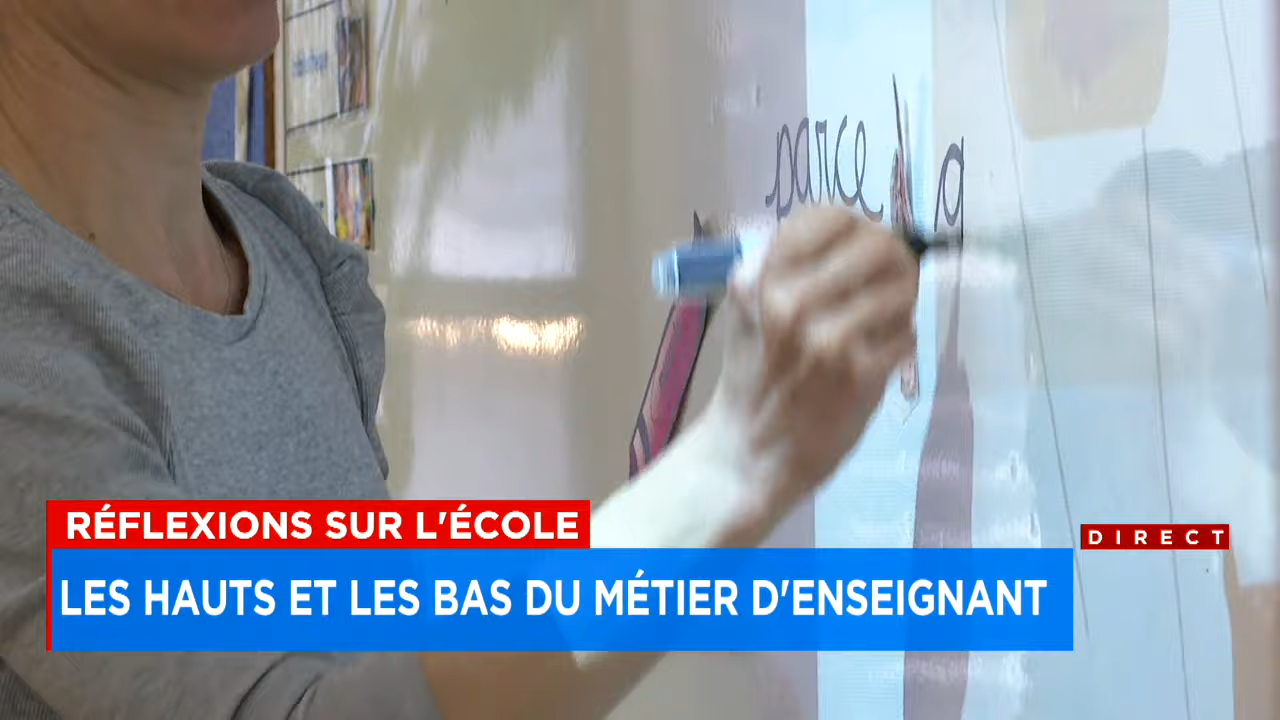 parce q
RÉFLEXIONS SUR L'ÉCOLE
DIRECT
LES HAUTS ET LES BAS DU MÉTIER D'ENSEIGNANT